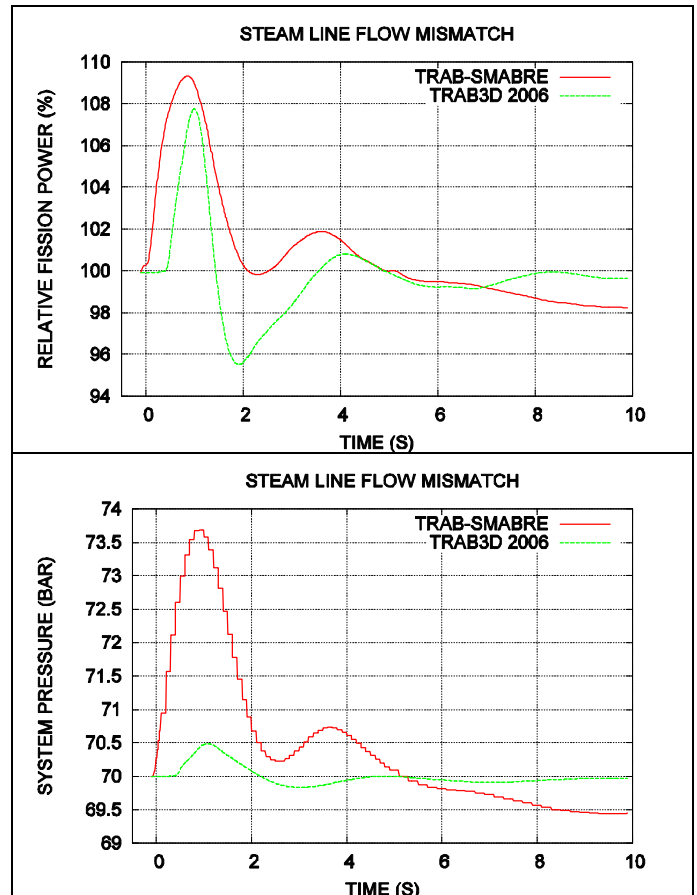 STEAM LINE FLOW MISMATCH
TRAB-SMABRE
TRAB3D 2006
RELATIVE FISSION POWER (%)
110
108
106
104
102
100
98
96
94
0 2 4 6 8 10
TIME (S)
STEAM LINE FLOW MISMATCH
TRAB-SMABRE
TRAB3D 2006
SYSTEM PRESSURE (BAR)
74
73.5
73
72.5
72
71.5
71
70.5
70
69.5
69
0 2 4 6 8 10
TIME (S)